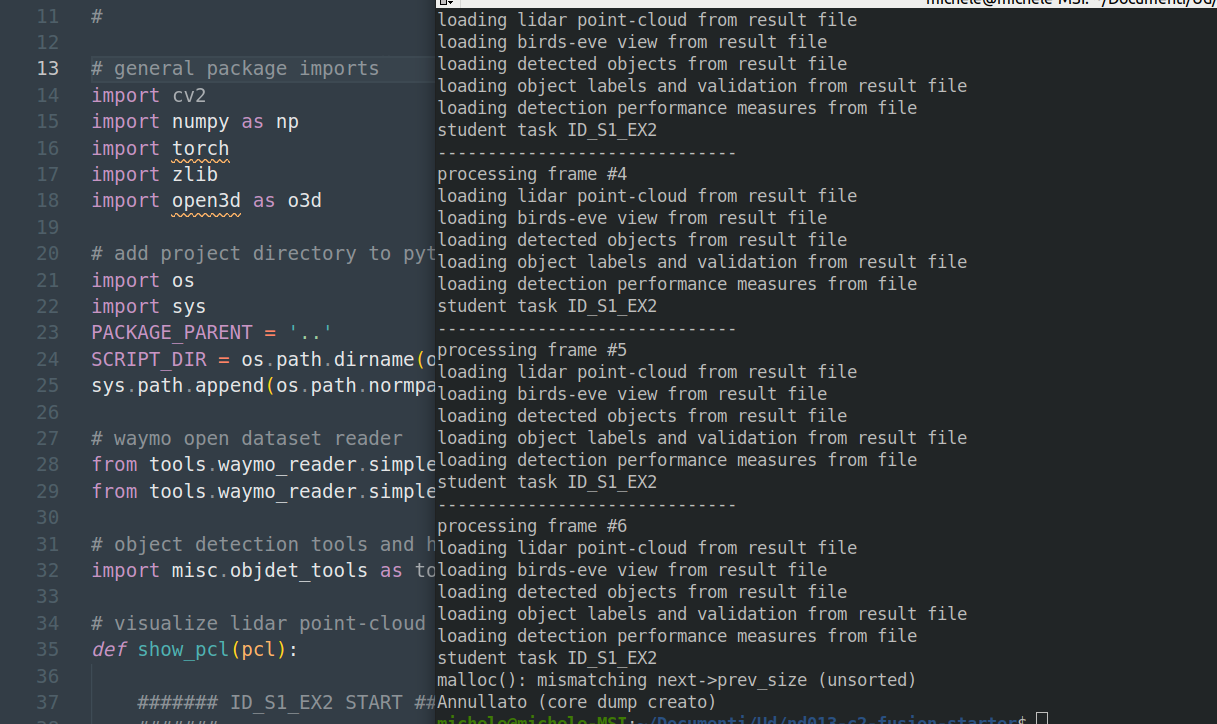 11 #
12
13 # general package imports
14 import cv2
15 import numpy as np
16 import torch
17 import zlib
18 import open3d as o3d
19
20 # add project directory to pyt
21 import os
22 import sys
23 PACKAGE_PARENT = '..'
24 SCRIPT_DIR = os.path.dirname(o
25 sys.path.append(os.path.normpa
26
27 # waymo open dataset reader
28 from tools.waymo_reader.simple
29 from tools.waymo_reader.simple
30
31 # object detection tools and h
32 import misc.objdet_tools as to
33
34 # visualize lidar point-cloud
35 def show_pcl(pcl):
36
37 ####### ID_S1_EX2 START ##
#######
michele@michele-MSI: ~/Documenti/Ud/
loading lidar point-cloud from result file
loading birds-eve view from result file
loading detected objects from result file
loading object labels and validation from result file
loading detection performance measures from file
student task ID_S1_EX2
------------------------------
processing frame #4
loading lidar point-cloud from result file
loading birds-eve view from result file
loading detected objects from result file
loading object labels and validation from result file
loading detection performance measures from file
student task ID_S1_EX2
------------------------------
processing frame #5
loading lidar point-cloud from result file
loading birds-eve view from result file
loading detected objects from result file
loading object labels and validation from result file
loading detection performance measures from file
student task ID_S1_EX2
------------------------------
processing frame #6
loading lidar point-cloud from result file
loading birds-eve view from result file
loading detected objects from result file
loading object labels and validation from result file
loading detection performance measures from file
student task ID_S1_EX2
malloc(): mismatching next->prev_size (unsorted)
Annullato (core dump creato)
michele@michele-MSI:~/Documenti/Ud/nd013-c2-fusion-starter$